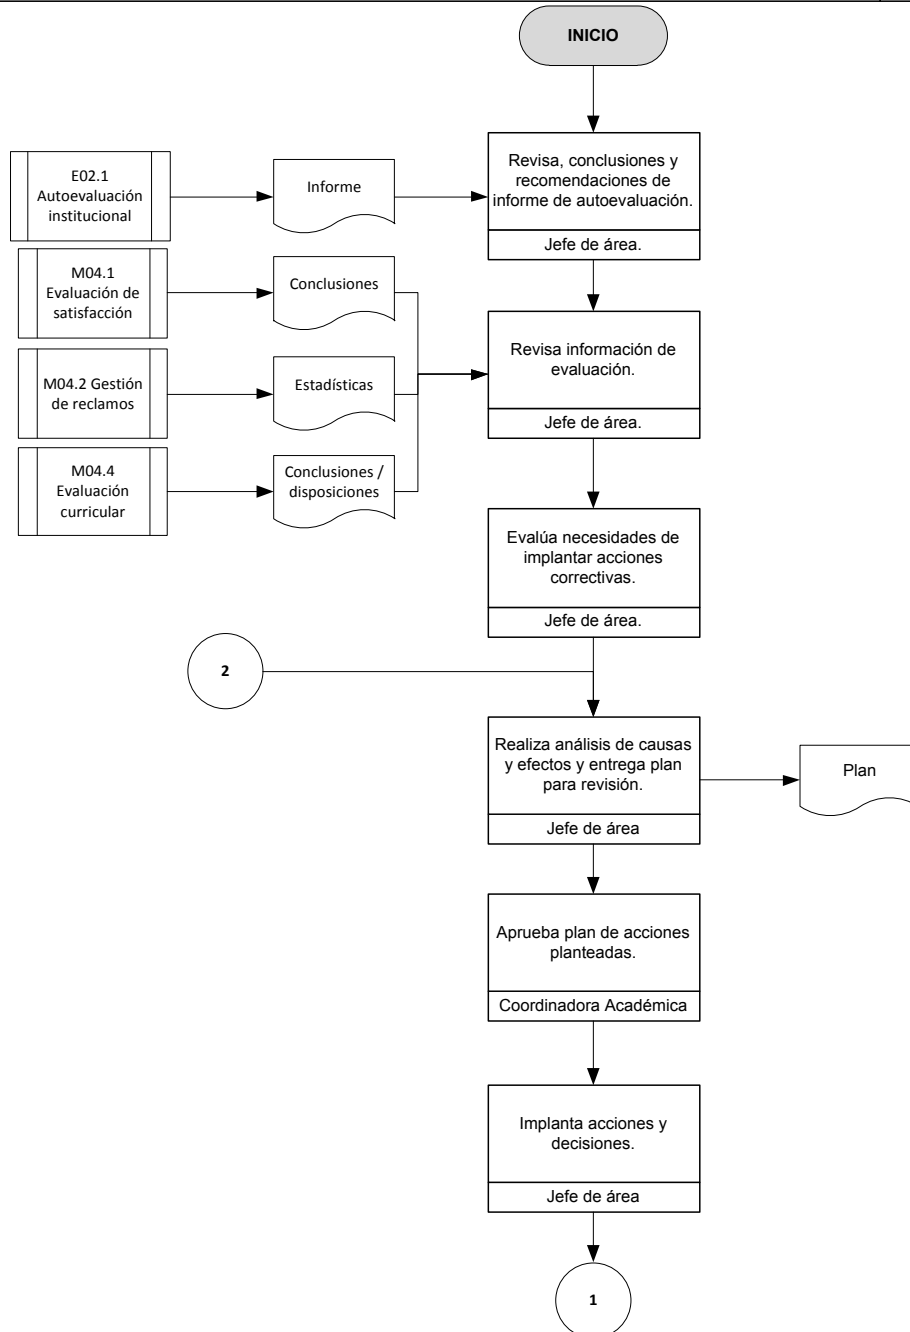 INICIO
E02.1
Autoevaluación
institucional
Informe
Revisa, conclusiones y
recomendaciones de
informe de autoevaluación.
Jefe de área.
M04.1
Evaluación de
satisfacción
Conclusiones
M04.2 Gestión
de reclamos
Estadísticas
Revisa información de
evaluación.
Jefe de área.
M04.4
Evaluación
curricular
Conclusiones /
disposiciones
Evalúa necesidades de
implantar acciones
correctivas.
Jefe de área.
2
Realiza análisis de causas
y efectos y entrega plan
para revisión.
Jefe de área
Plan
Aprueba plan de acciones
planteadas.
Coordinadora Académica
Implanta acciones y
decisiones.
Jefe de área
1